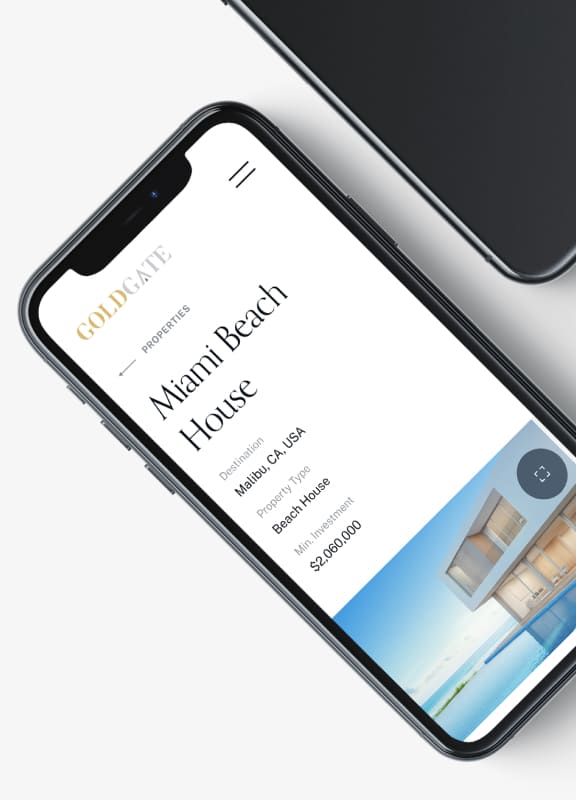 GOLDGATE
PROPERTIES
Miami Beach
House
Destination
Malibu, CA, USA
Property Type
Beach House
Min. Investment
$2,060,000